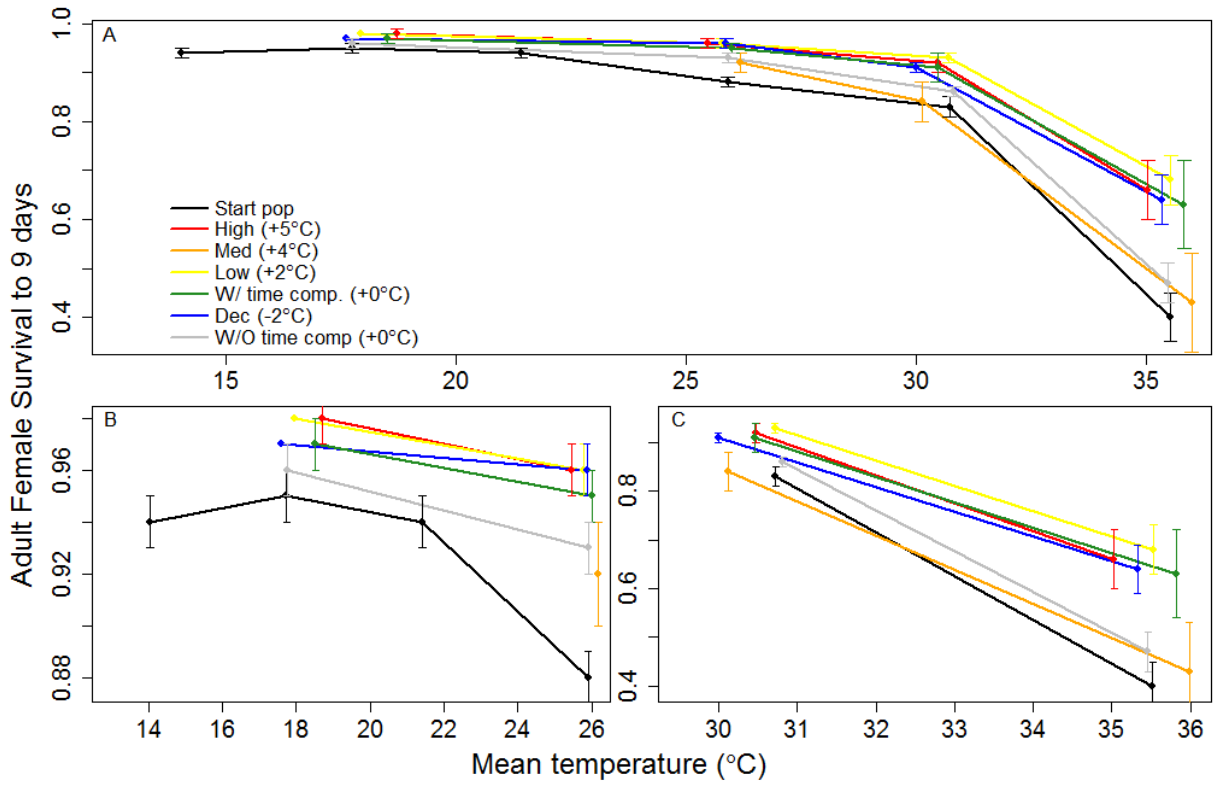 A
1.0
0.8
0.6
0.4
Start pop
High (+5°C)
Med (+4°C)
Low (+2°C)
W/ time comp. (+0°C)
Dec (-2°C)
W/O time comp (+0°C)
15 20 25 30 35
Adult Female Survival to 9 days
B
0.96
0.92
0.88
14 16 18 20 22 24 26
C
0.8
0.6
0.4
30 31 32 33 34 35 36
Mean temperature (°C)